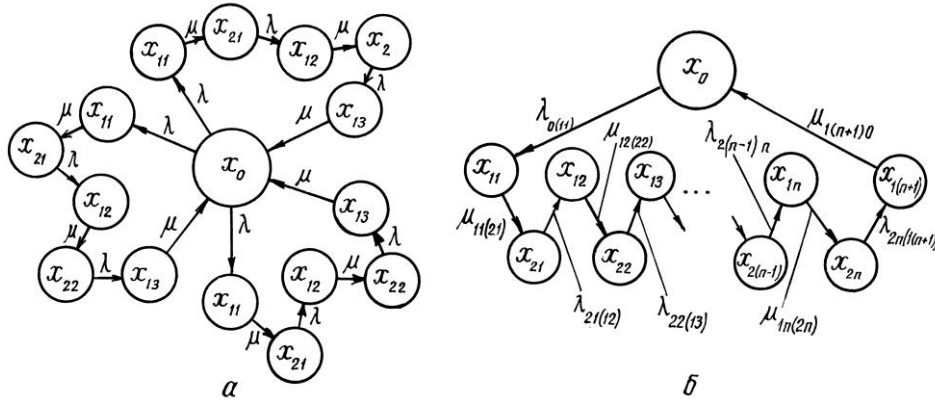 μ x₂₁ λ x₁₂ μ x₂
x₁₁ λ
x₁₃
λ μ
μ x₁₁ λ
x₂₁ λ x₀
x₁₂ μ x₁₃
μ μ λ λ
x₂₂ λ x₁₃ x₁₂ μ x₂₂
x₁₁ λ
μ x₂₁
а
x₀
λ₀₍₁₁₎ μ₁₂₍₂₂₎ λ₂₍ₙ₋₁₎ₙ μ₁₍ₙ₊₁₎₀
x₁₁ x₁₂ x₁₃ ... x₁ₙ x₁₍ₙ₊₁₎
μ₁₁₍₂₁₎ x₂₁ x₂₂ x₂₍ₙ₋₁₎ x₂ₙ λ₂ₙ₍₁₍ₙ₊₁₎₎
λ₂₁₍₁₂₎ λ₂₂₍₁₃₎ μ₁ₙ₍₂ₙ₎
б